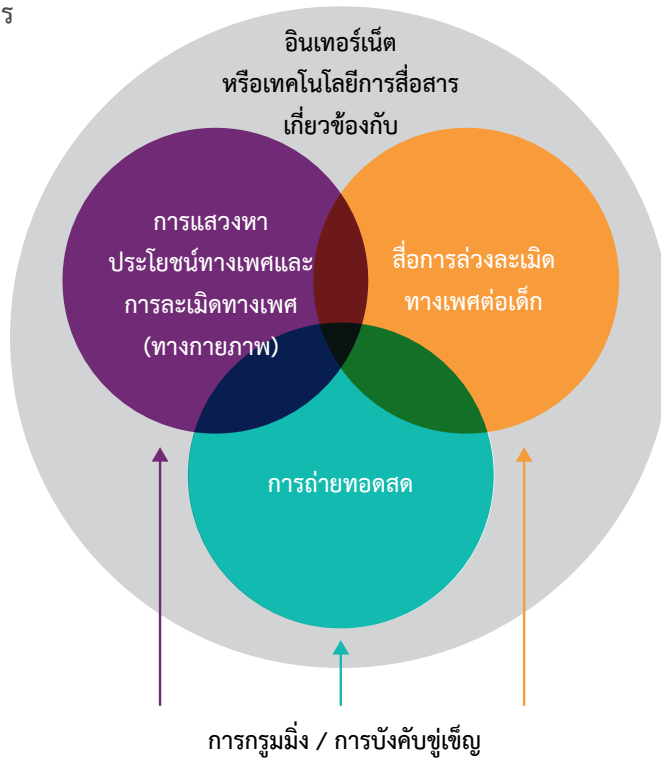 ร
อินเทอร์เน็ต
หรือเทคโนโลยีการสื่อสาร
เกี่ยวข้องกับ
การแสวงหา
ประโยชน์ทางเพศและ
การละเมิดทางเพศ
(ทางกายภาพ)
สื่อการล่วงละเมิด
ทางเพศต่อเด็ก
การถ่ายทอดสด
การกรูมมิ่ง / การบังคับขู่เข็ญ